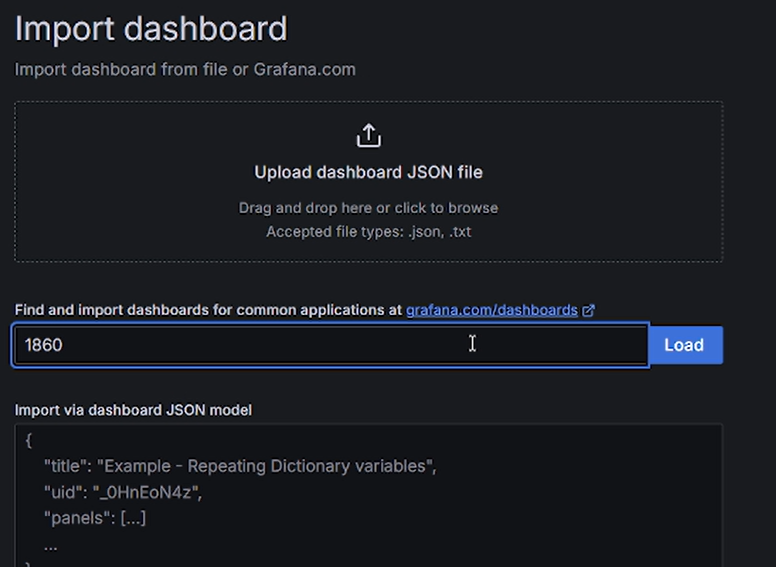 Import dashboard
Import dashboard from file or Grafana.com
Upload dashboard JSON file
Drag and drop here or click to browse
Accepted file types: .json, .txt
Find and import dashboards for common applications at grafana.com/dashboards
1860
Load
Import via dashboard JSON model
{
"title": "Example - Repeating Dictionary variables",
"uid": "_0HnEoN4z",
"panels": [...]
...
}